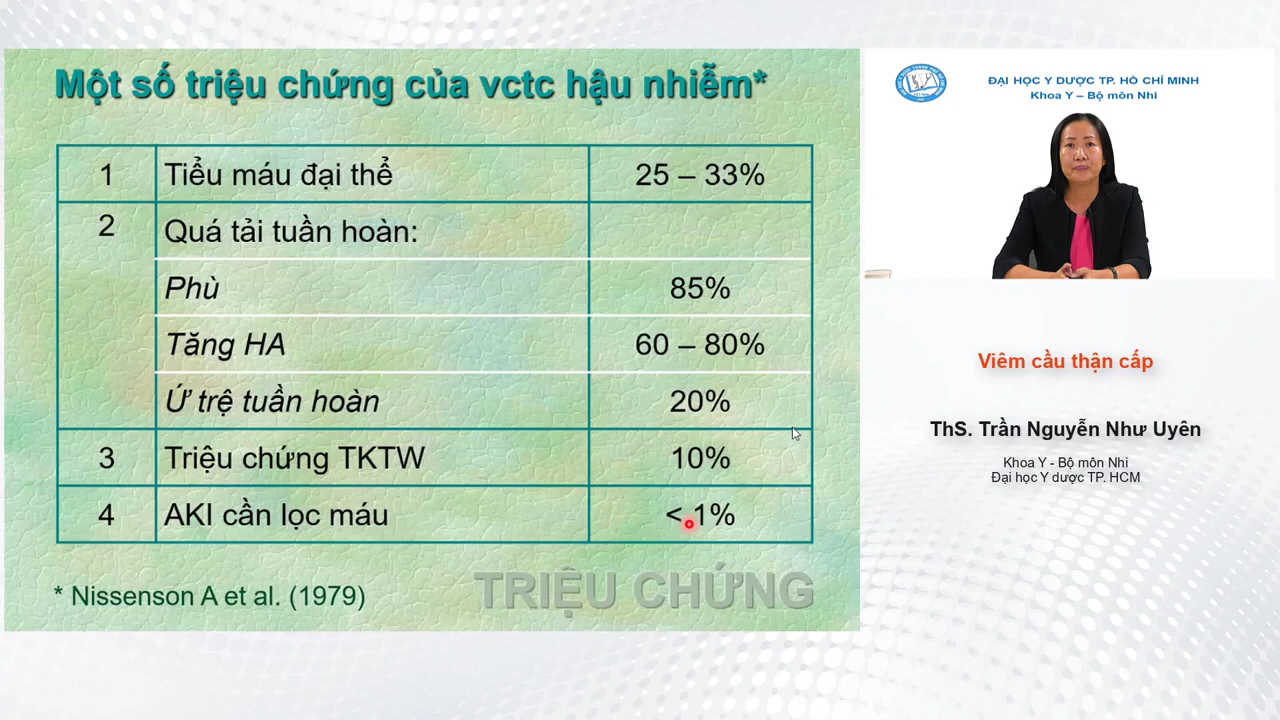 Một số triệu chứng của vctc hậu nhiễm*
1 Tiểu máu đại thể 25 – 33%
2 Quá tải tuần hoàn:
Phù 85%
Tăng HA 60 – 80%
Ứ trệ tuần hoàn 20%
3 Triệu chứng TKTW 10%
4 AKI cần lọc máu < 1%
* Nissenson A et al. (1979)
TRIỆU CHỨNG
ĐẠI HỌC Y DƯỢC TP. HỒ CHÍ MINH
Khoa Y – Bộ môn Nhi
Viêm cầu thận cấp
ThS. Trần Nguyễn Như Uyên
Khoa Y - Bộ môn Nhi
Đại học Y dược TP. HCM